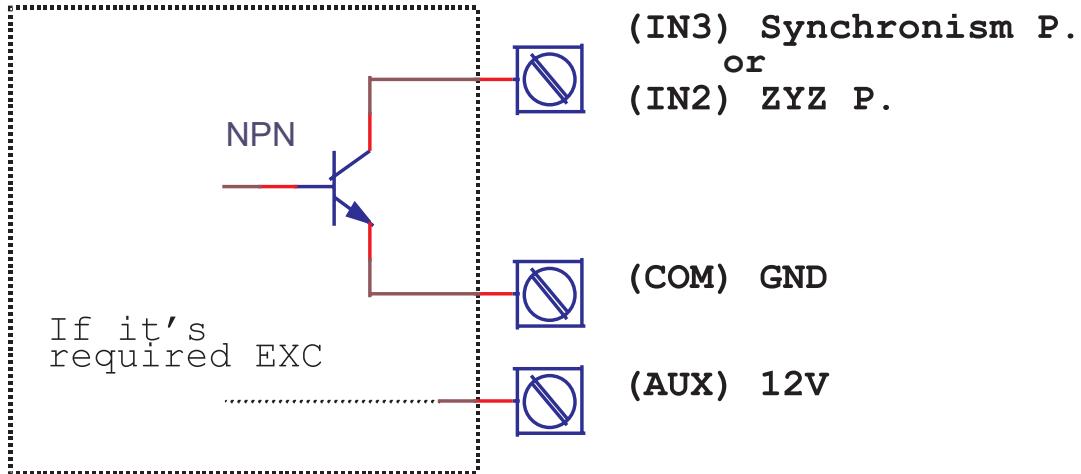 (IN3) Synchronism P.
or
(IN2) ZYZ P.
NPN
(COM) GND
If it's
required EXC
(AUX) 12V